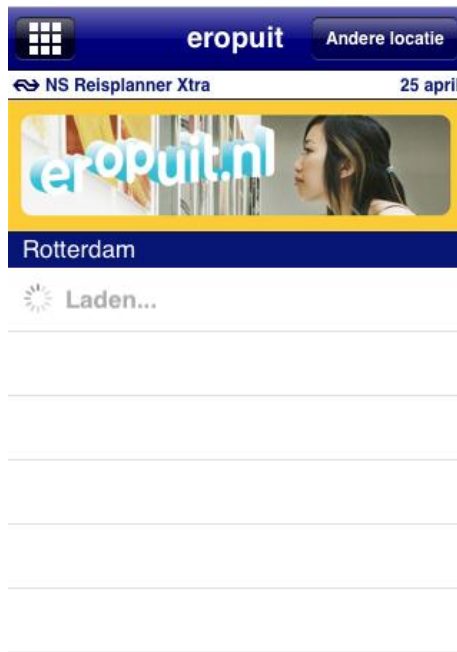 eropuit
Andere locatie
NS Reisplanner Xtra
25 april
eropuit.nl
Rotterdam
Laden...